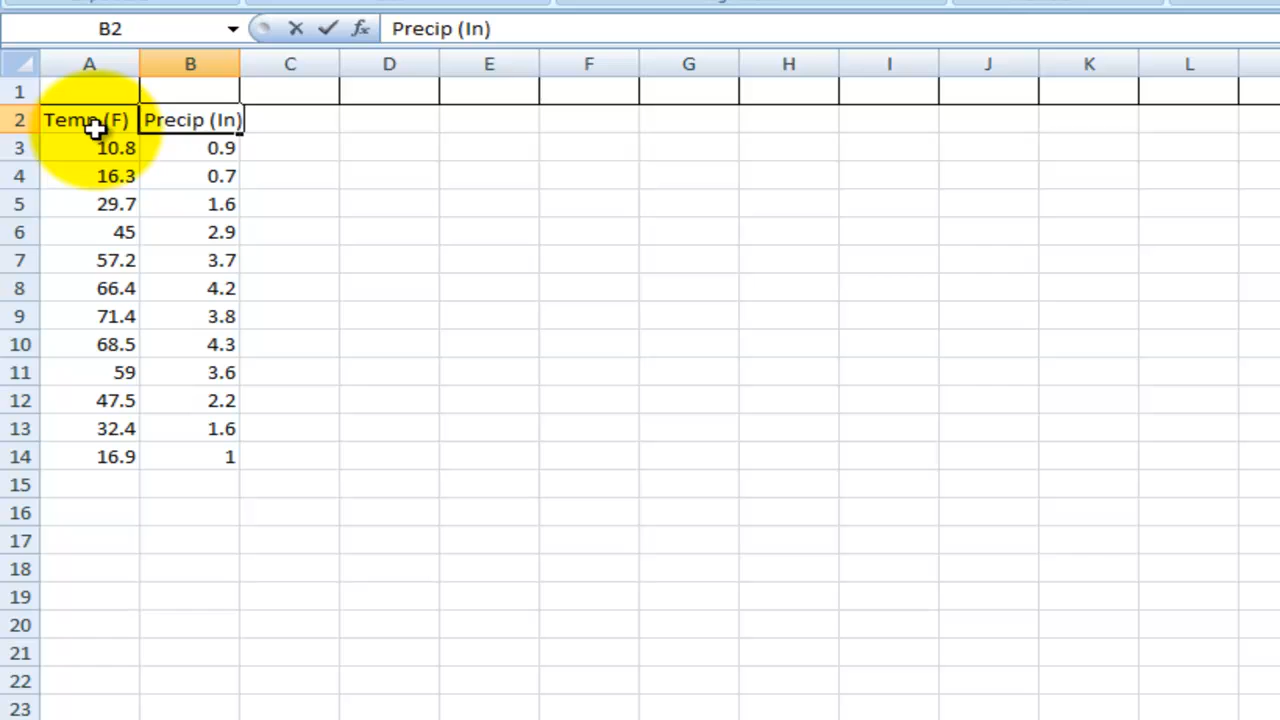 B2 fx Precip (In)
A B C D E F G H I J K L
1
2 Temp (F) Precip (In)
3 10.8 0.9
4 16.3 0.7
5 29.7 1.6
6 45 2.9
7 57.2 3.7
8 66.4 4.2
9 71.4 3.8
10 68.5 4.3
11 59 3.6
12 47.5 2.2
13 32.4 1.6
14 16.9 1
15
16
17
18
19
20
21
22
23